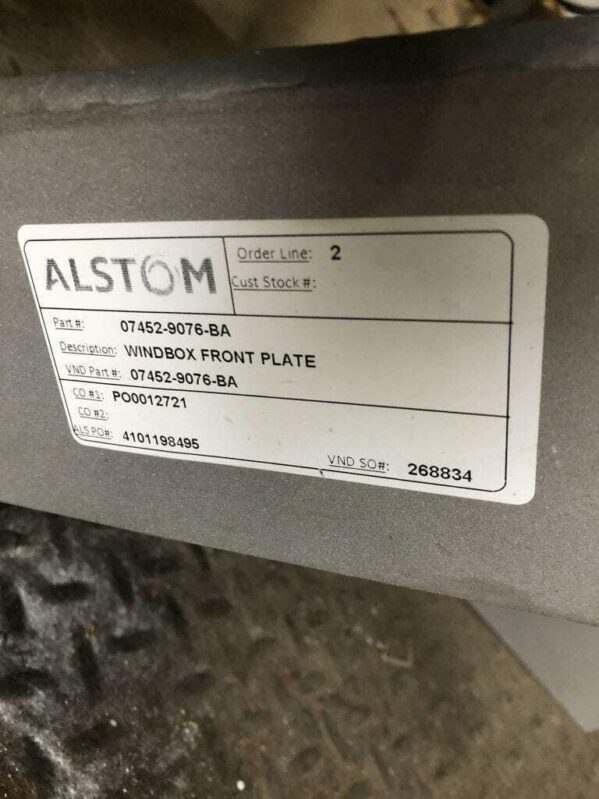 ALSTOM
Order Line: 2
Cust Stock #:
Part #: 07452-9076-BA
Description: WINDBOX FRONT PLATE
VND Part #: 07452-9076-BA
CO #1: PO0012721
CO #2:
ALS PO#: 4101198495
VND SO#: 268834